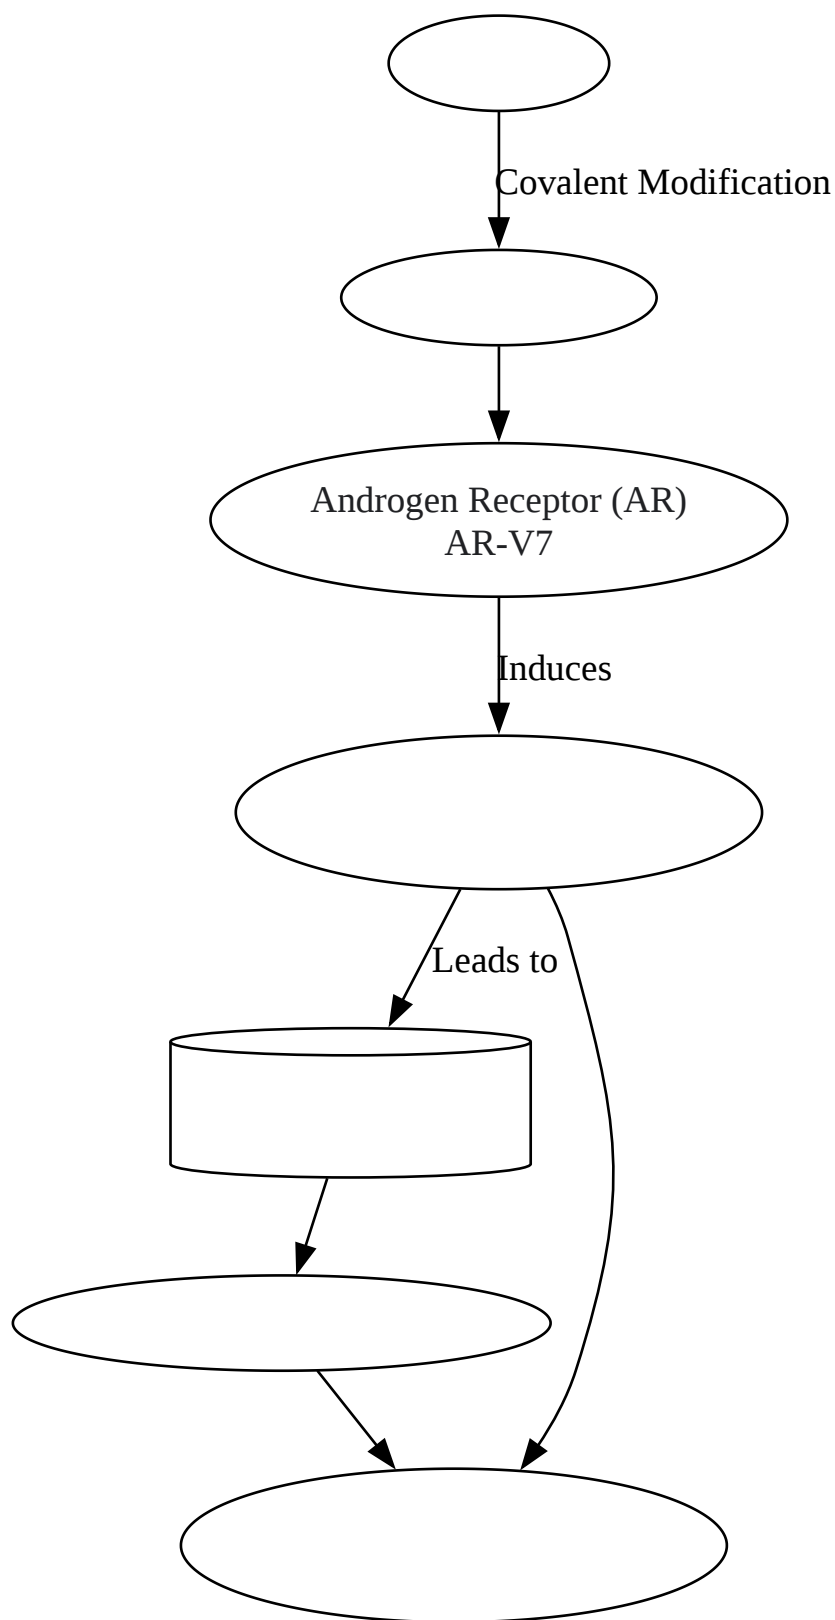 Covalent Modification
Androgen Receptor (AR)
AR-V7
Induces
Leads to